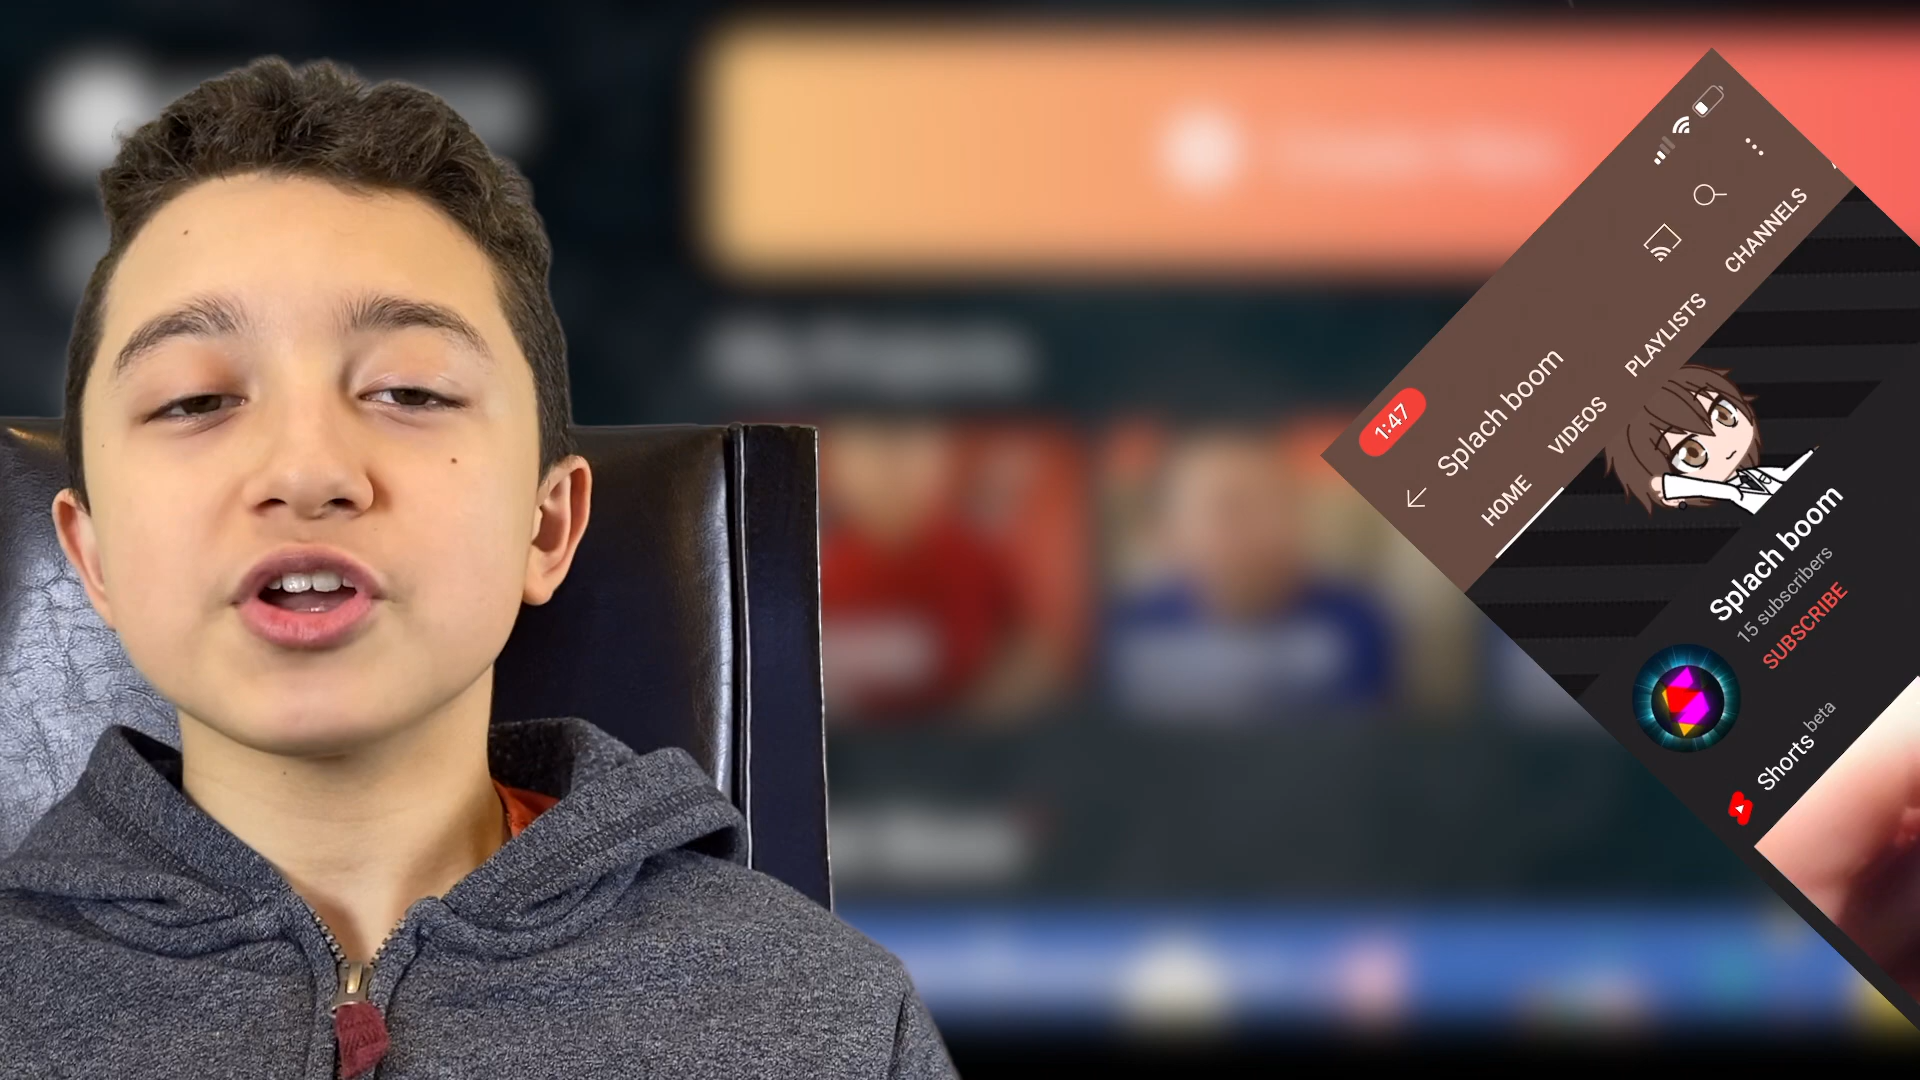 1:47
Splach boom
HOME VIDEOS PLAYLISTS CHANNELS
Splach boom
15 subscribers
SUBSCRIBE
Shorts beta